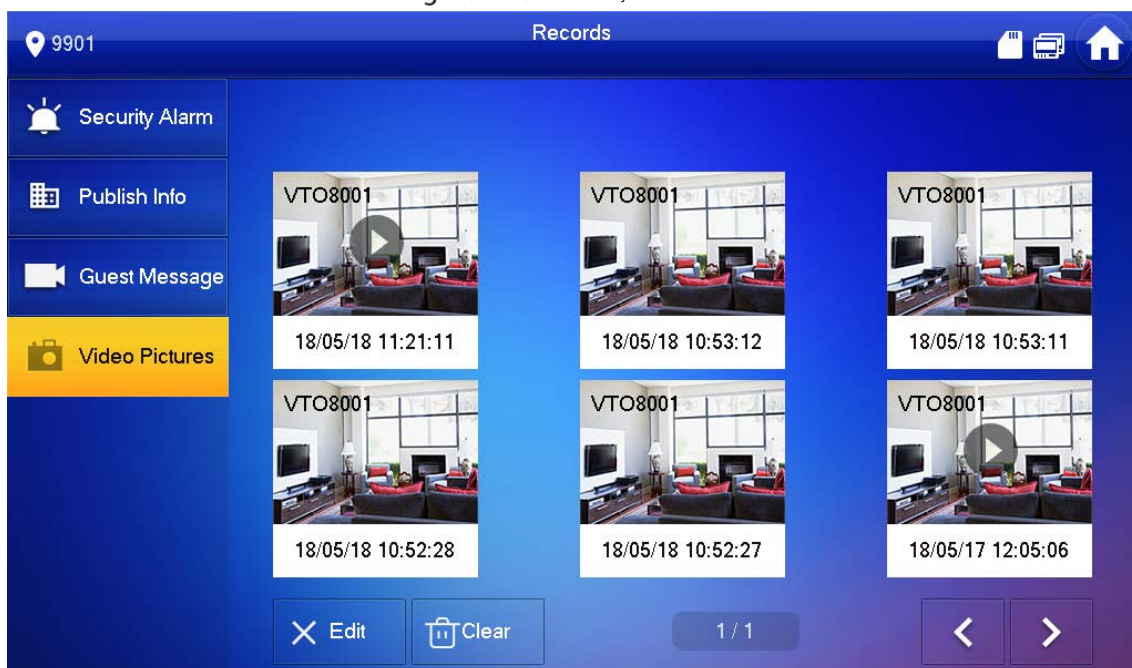 Records
9901
Security Alarm
Publish Info
Guest Message
Video Pictures
VTO8001
VTO8001
VTO8001
18/05/18 11:21:11
18/05/18 10:53:12
18/05/18 10:53:11
VTO8001
VTO8001
VTO8001
18/05/18 10:52:28
18/05/18 10:52:27
18/05/17 12:05:06
Edit
Clear
1 / 1